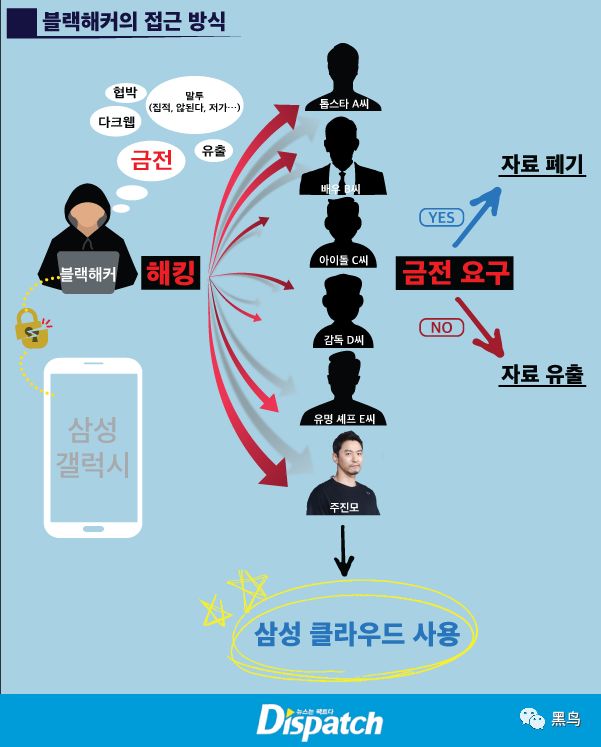 블랙해커의 접근 방식
협박
말투
(집적, 않된다, 저가…)
다크웹
금전
유출
블랙해커
해킹
삼성
갤럭시
톱스타 A씨
배우 B씨
아이돌 C씨
감독 D씨
유명 셰프 E씨
주진모
금전 요구
YES
자료 폐기
NO
자료 유출
삼성 클라우드 사용
뉴스는 팩트다
Dispatch
黑鸟